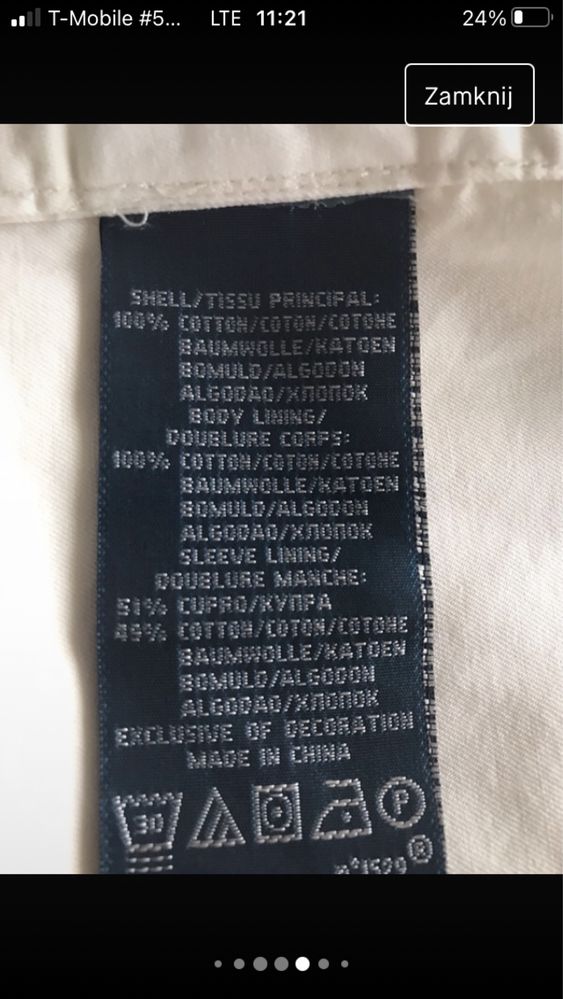 T-Mobile #5... LTE 11:21 24%
Zamknij
SHELL/TISSU PRINCIPAL:
100% COTTON/COTON/COTONE
BAUMWOLLE/KATOEN
BOMULD/ALGODON
ALGODAO/ХЛОПОК
BODY LINING/
DOUBLURE CORPS:
100% COTTON/COTON/COTONE
BAUMWOLLE/KATOEN
BOMULD/ALGODON
ALGODAO/ХЛОПОК
SLEEVE LINING/
DOUBLURE MANCHE:
51% CUPRO/КУПРА
49% COTTON/COTON/COTONE
BAUMWOLLE/KATOEN
BOMULD/ALGODON
ALGODAO/ХЛОПОК
EXCLUSIVE OF DECORATION
MADE IN CHINA
30 P
®